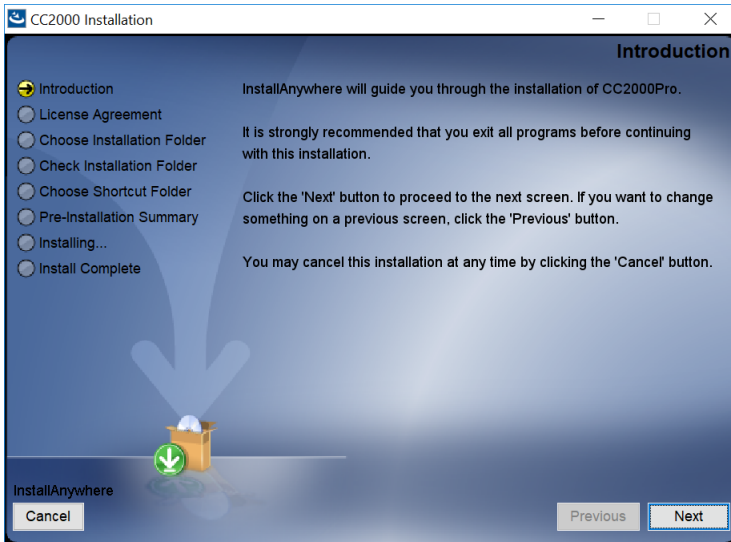 CC2000 Installation
Introduction
Introduction
License Agreement
Choose Installation Folder
Check Installation Folder
Choose Shortcut Folder
Pre-Installation Summary
Installing...
Install Complete
InstallAnywhere will guide you through the installation of CC2000Pro.
It is strongly recommended that you exit all programs before continuing
with this installation.
Click the 'Next' button to proceed to the next screen. If you want to change
something on a previous screen, click the 'Previous' button.
You may cancel this installation at any time by clicking the 'Cancel' button.
InstallAnywhere
Cancel
Previous
Next